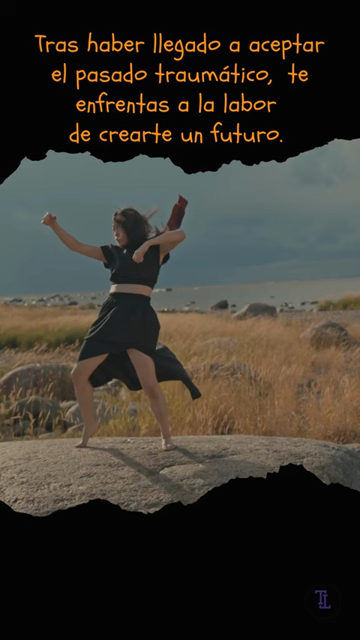 Tras haber llegado a aceptar
el pasado traumático, te
enfrentas a la labor
de crearte un futuro.